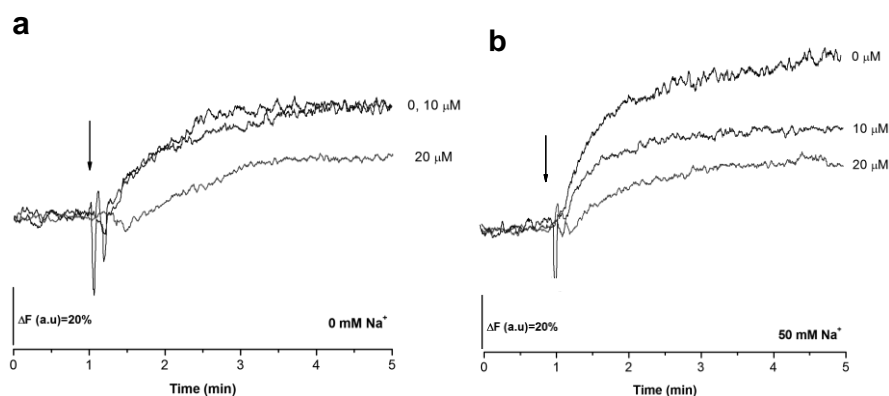 a
0, 10 µM
20 µM
ΔF (a.u)=20%
0 mM Na⁺
0 1 2 3 4 5
Time (min)
b
0 µM
10 µM
20 µM
ΔF (a.u)=20%
50 mM Na⁺
0 1 2 3 4 5
Time (min)